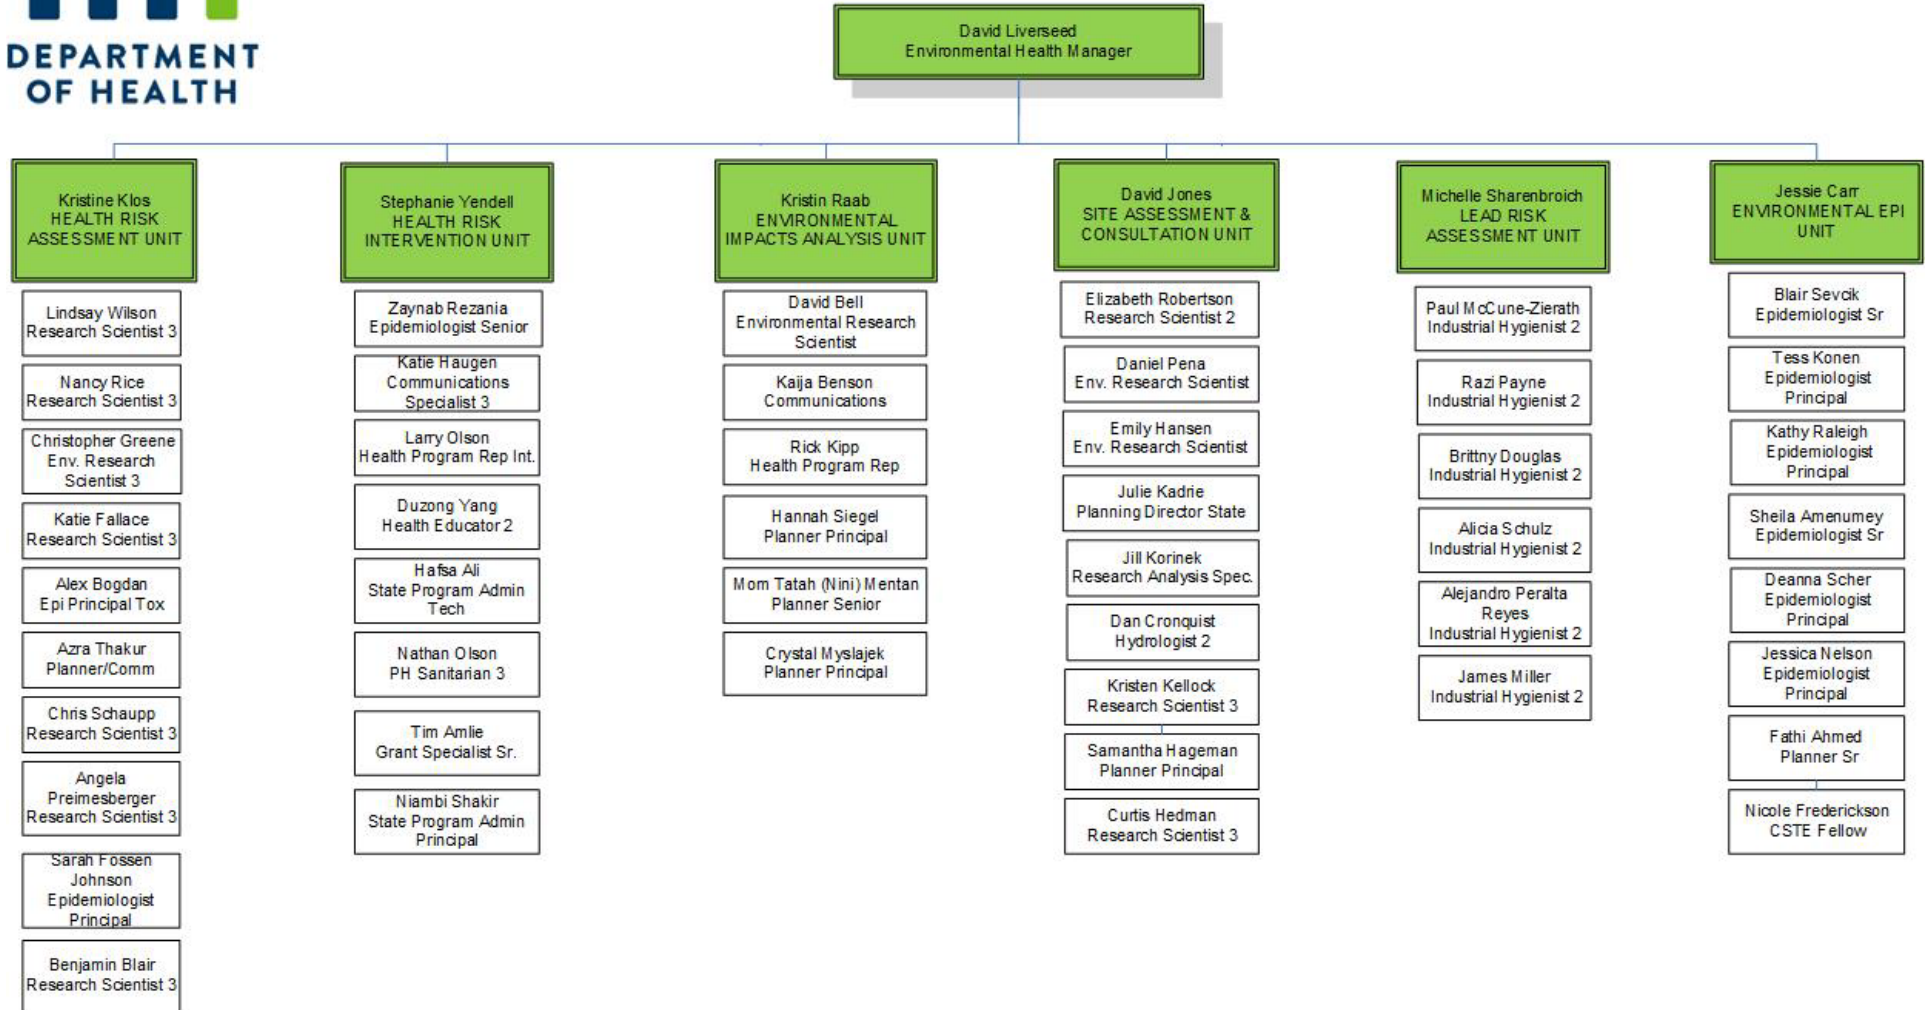 DEPARTMENT
OF HEALTH
David Liverseed
Environmental Health Manager
Kristine Klos
HEALTH RISK
ASSESSMENT UNIT
Lindsay Wilson
Research Scientist 3
Nancy Rice
Research Scientist 3
Christopher Greene
Env. Research
Scientist 3
Katie Fallace
Research Scientist 3
Alex Bogdan
Epi Principal Tox
Azra Thakur
Planner/Comm
Chris Schaupp
Research Scientist 3
Angela
Preimesberger
Research Scientist 3
Sarah Fossen
Johnson
Epidemiologist
Principal
Benjamin Blair
Research Scientist 3
Stephanie Yendell
HEALTH RISK
INTERVENTION UNIT
Zaynab Rezania
Epidemiologist Senior
Katie Haugen
Communications
Specialist 3
Larry Olson
Health Program Rep Int.
Duzong Yang
Health Educator 2
Hafsa Ali
State Program Admin
Tech
Nathan Olson
PH Sanitarian 3
Tim Amlie
Grant Specialist Sr.
Niambi Shakir
State Program Admin
Principal
Kristin Raab
ENVIRONMENTAL
IMPACTS ANALYSIS UNIT
David Bell
Environmental Research
Scientist
Kaija Benson
Communications
Rick Kipp
Health Program Rep
Hannah Siegel
Planner Principal
Mom Tatah (Nini) Mentan
Planner Senior
Crystal Myslajek
Planner Principal
David Jones
SITE ASSESSMENT &
CONSULTATION UNIT
Elizabeth Robertson
Research Scientist 2
Daniel Pena
Env. Research Scientist
Emily Hansen
Env. Research Scientist
Julie Kadrie
Planning Director State
Jill Korinek
Research Analysis Spec.
Dan Cronquist
Hydrologist 2
Kristen Kellock
Research Scientist 3
Samantha Hageman
Planner Principal
Curtis Hedman
Research Scientist 3
Michelle Sharenbroich
LEAD RISK
ASSESSMENT UNIT
Paul McCune-Zierath
Industrial Hygienist 2
Razi Payne
Industrial Hygienist 2
Brittny Douglas
Industrial Hygienist 2
Alicia Schulz
Industrial Hygienist 2
Alejandro Peralta
Reyes
Industrial Hygienist 2
James Miller
Industrial Hygienist 2
Jessie Carr
ENVIRONMENTAL EPI
UNIT
Blair Sevcik
Epidemiologist Sr
Tess Konen
Epidemiologist
Principal
Kathy Raleigh
Epidemiologist
Principal
Sheila Amenumey
Epidemiologist Sr
Deanna Scher
Epidemiologist
Principal
Jessica Nelson
Epidemiologist
Principal
Fathi Ahmed
Planner Sr
Nicole Frederickson
CSTE Fellow